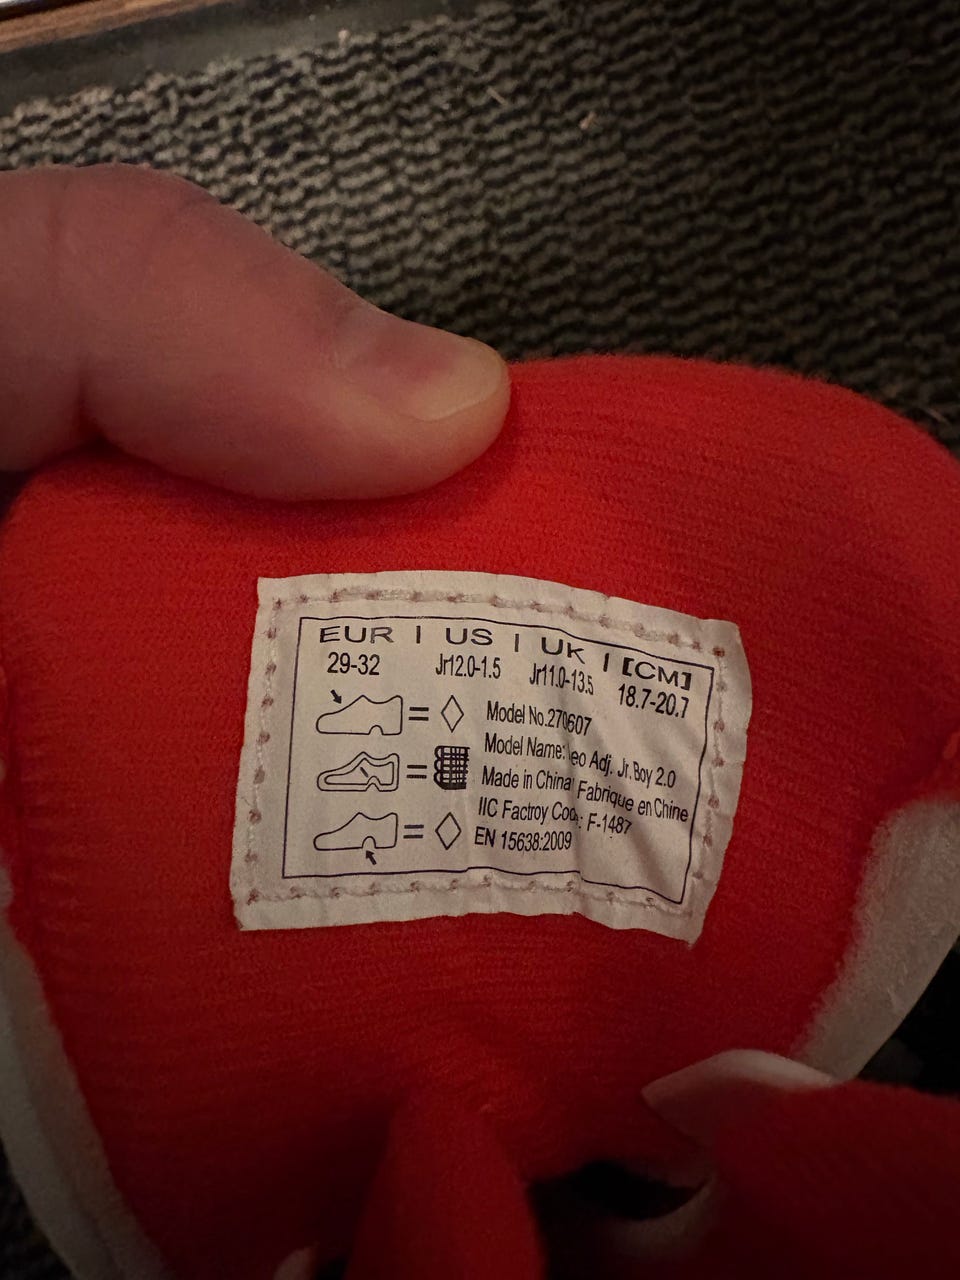 EUR | US | UK | [CM]
29-32 Jr12.0-1.5 Jr11.0-13.5 18.7-20.7
Model No.270607
Model Name: eo Adj. Jr. Boy 2.0
Made in China Fabrique en Chine
IIC Factroy Code: F-1487
EN 15638:2009